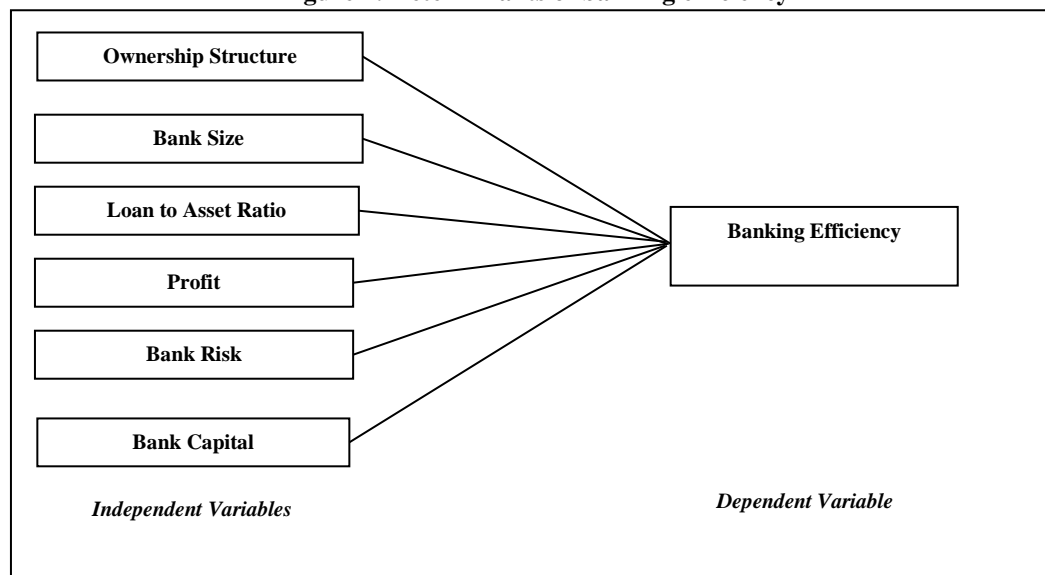 Ownership Structure
Bank Size
Loan to Asset Ratio
Profit
Bank Risk
Bank Capital
Banking Efficiency
Independent Variables
Dependent Variable